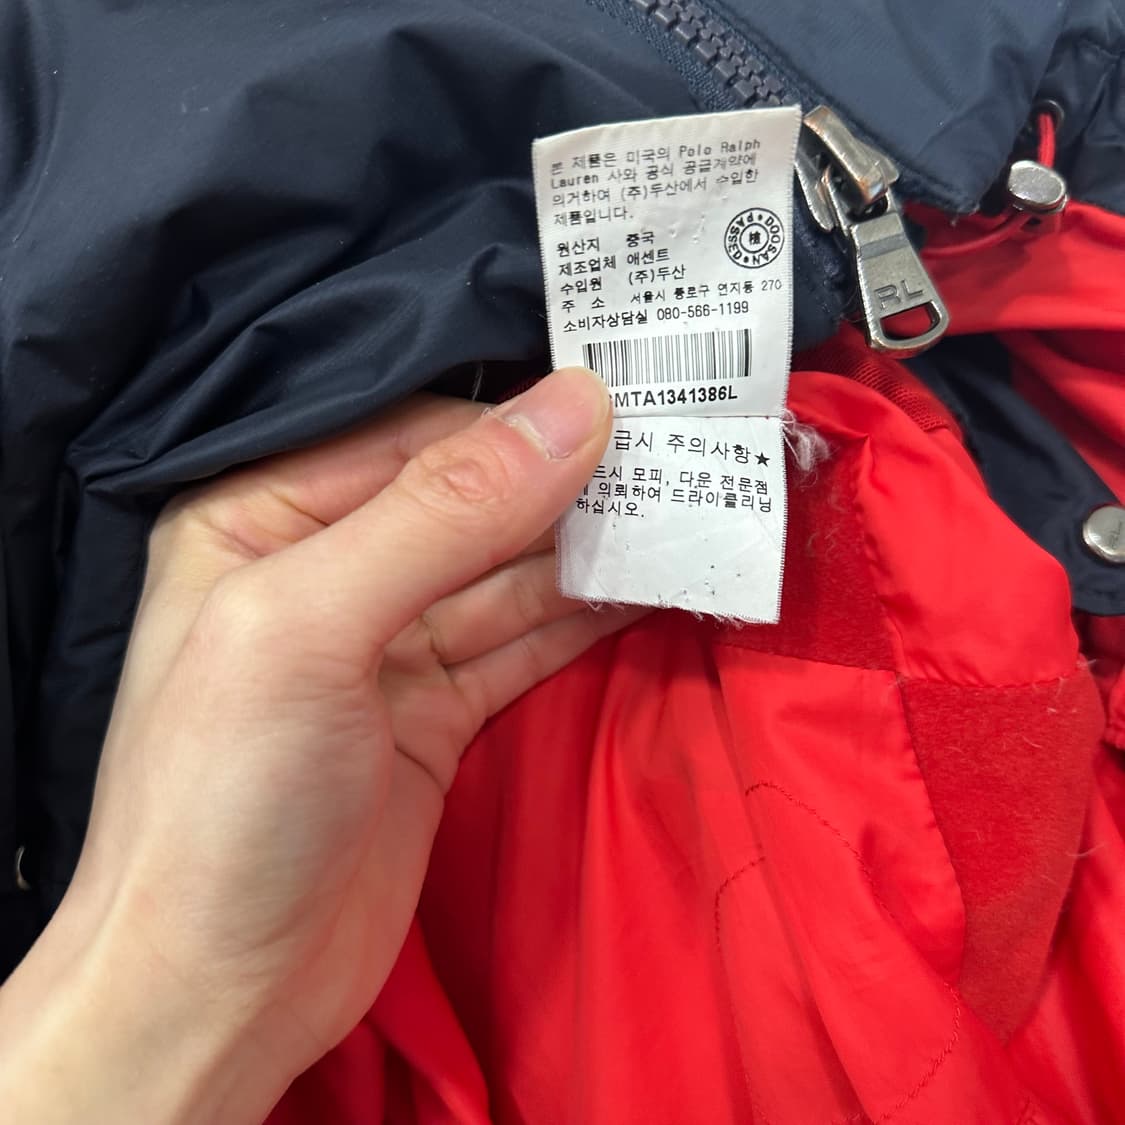 본 제품은 미국의 Polo Ralph
Lauren 사와 공식 공급계약에
의거하여 (주)두산에서 수입한
제품입니다.
DOOSAN PASSED
檢
원산지 중국
제조업체 애센트
수입원 (주)두산
주 소 서울시 종로구 연지동 270
소비자상담실 080-566-1199
MTA1341386L
급시 주의사항★
드시 모피, 다운 전문점
에 의뢰하여 드라이클리닝
하십시오.
RL